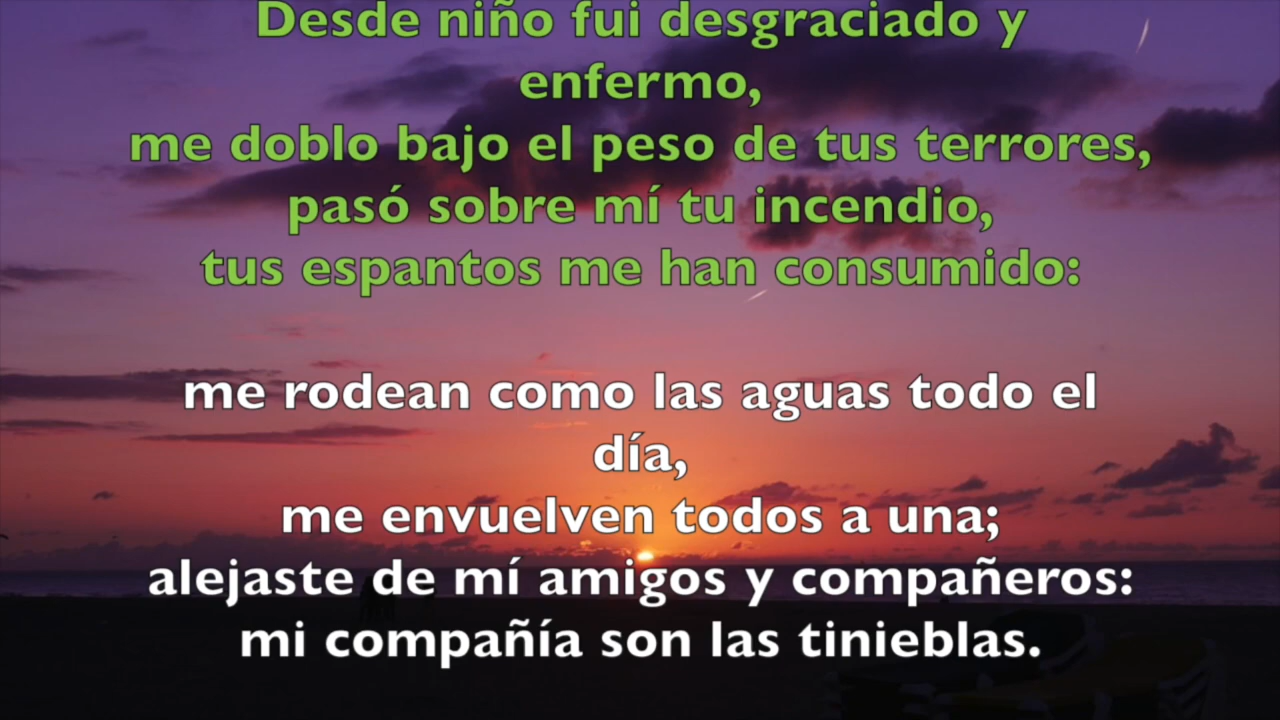 Desde niño fui desgraciado y
enfermo,
me doblo bajo el peso de tus terrores,
pasó sobre mí tu incendio,
tus espantos me han consumido:
me rodean como las aguas todo el
día,
me envuelven todos a una;
alejaste de mí amigos y compañeros:
mi compañía son las tinieblas.